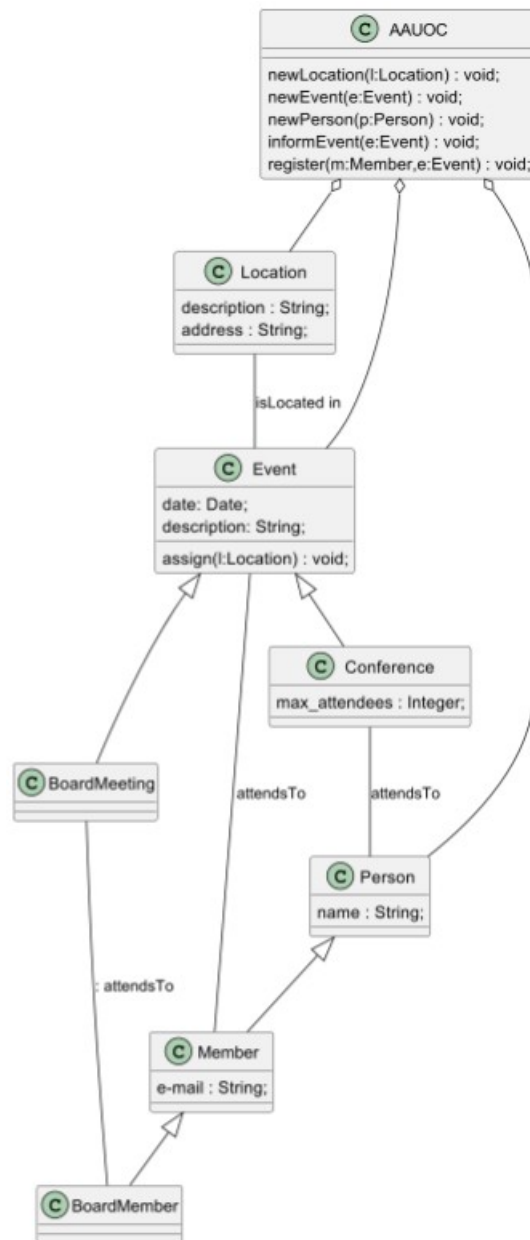 C AAUOC
newLocation(l:Location) : void;
newEvent(e:Event) : void;
newPerson(p:Person) : void;
informEvent(e:Event) : void;
register(m:Member,e:Event) : void;
C Location
description : String;
address : String;
isLocated in
C Event
date: Date;
description: String;
assign(l:Location) : void;
C Conference
max_attendees : Integer;
C BoardMeeting
attendsTo
attendsTo
C Person
name : String;
: attendsTo
C Member
e-mail : String;
C BoardMember